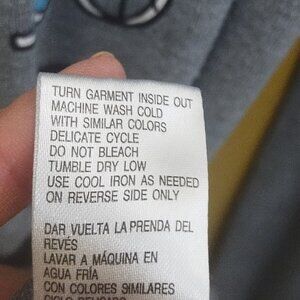 TURN GARMENT INSIDE OUT
MACHINE WASH COLD
WITH SIMILAR COLORS
DELICATE CYCLE
DO NOT BLEACH
TUMBLE DRY LOW
USE COOL IRON AS NEEDED
ON REVERSE SIDE ONLY
DAR VUELTA LA PRENDA DEL
REVÉS
LAVAR A MÁQUINA EN
AGUA FRÍA
CON COLORES SIMILARES
CICLO DELICADO